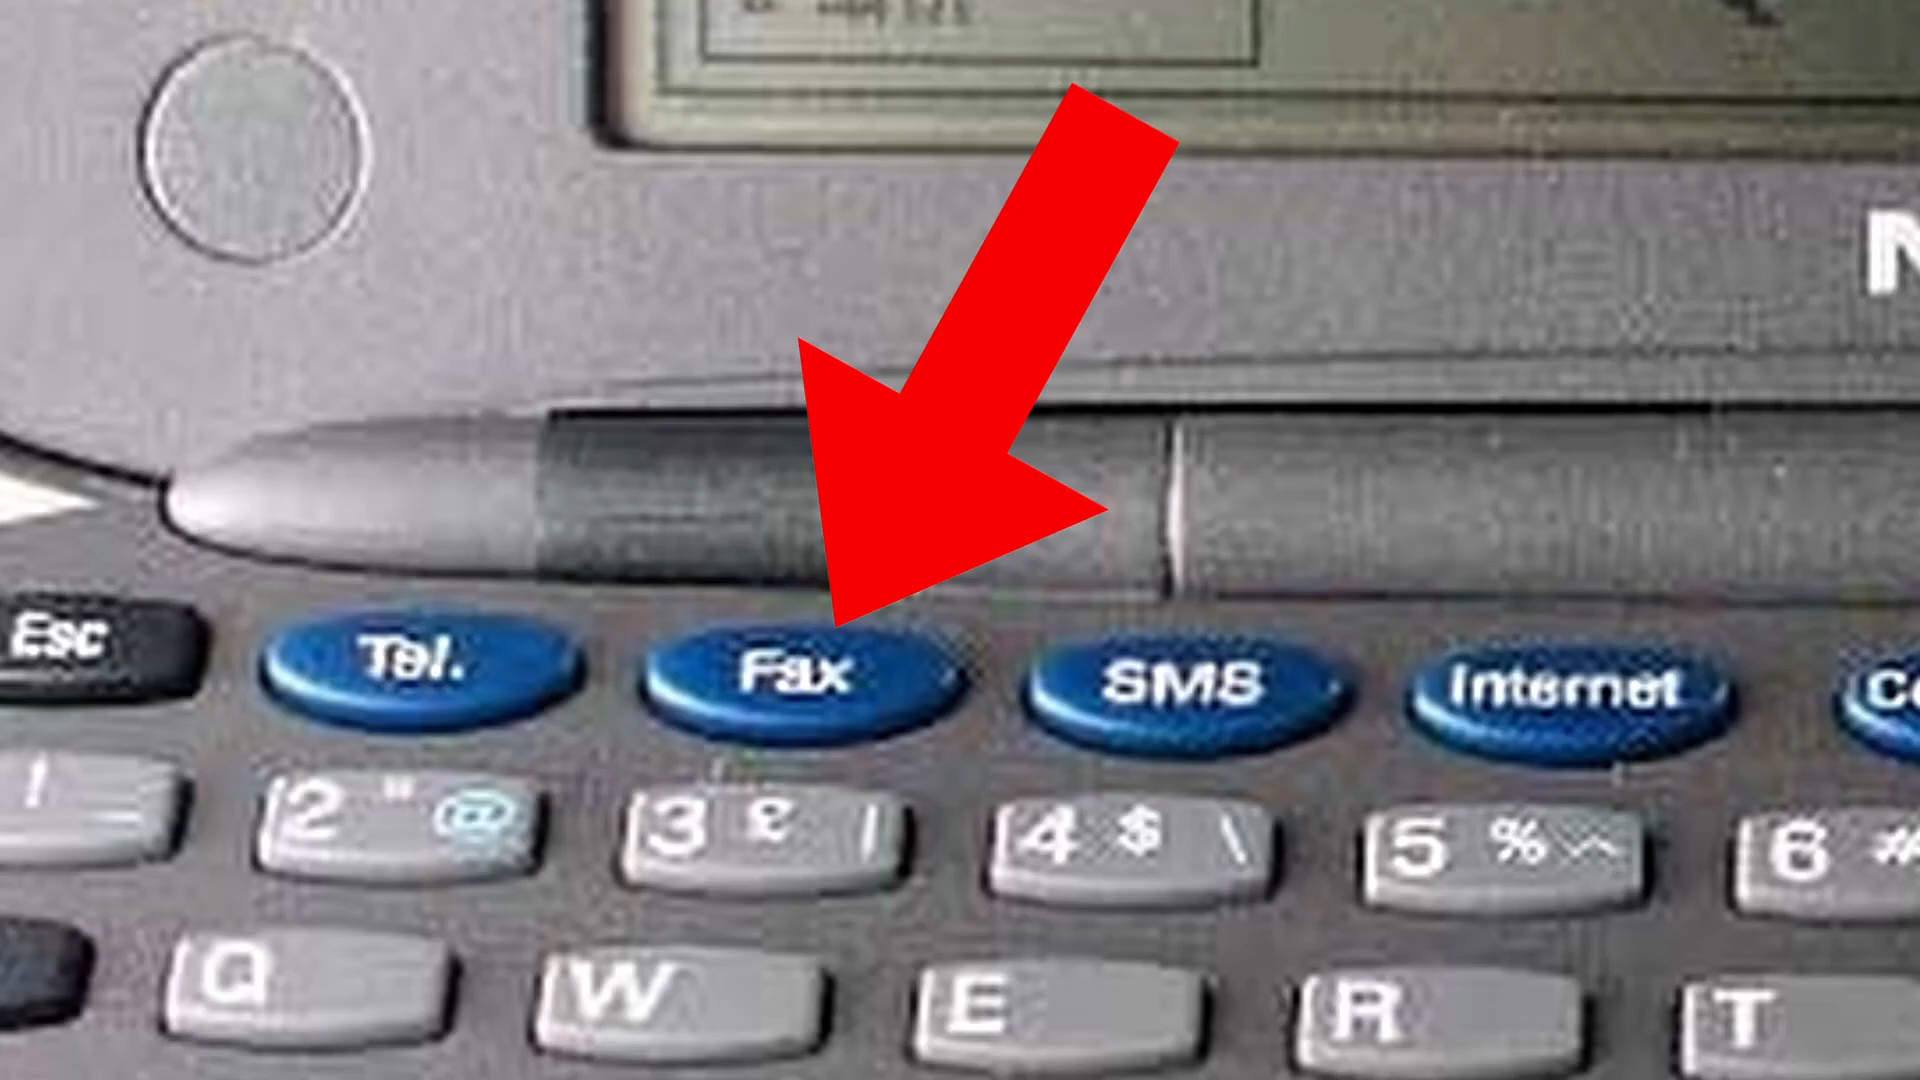 N
Esc Tel. Fax SMS Internet
! 2 " @ 3 £ | 4 $ \ 5 % ^ 6 #
Q W E R T